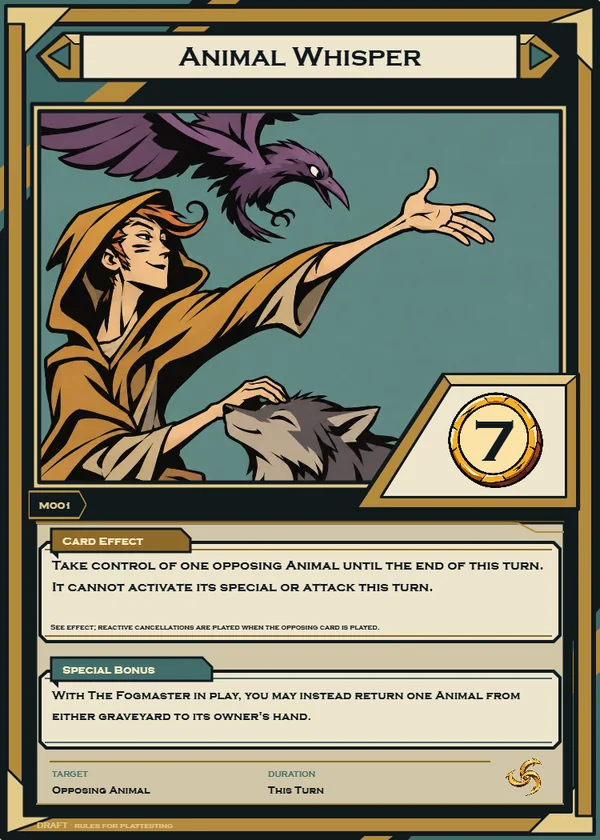 Animal Whisper
7
M001
Card Effect
Take control of one opposing Animal until the end of this turn.
It cannot activate its special or attack this turn.
See effect; reactive cancellations are played when the opposing card is played.
Special Bonus
With The Fogmaster in play, you may instead return one Animal from
either graveyard to its owner's hand.
TARGET
DURATION
Opposing Animal
This Turn
DRAFT · RULES FOR PLAYTESTING